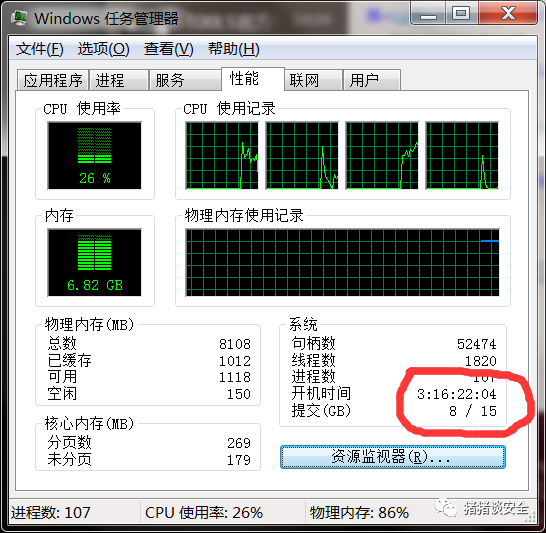 Windows 任务管理器
文件(F) 选项(O) 查看(V) 帮助(H)
应用程序 进程 服务 性能 联网 用户
CPU 使用率
26 %
CPU 使用记录
内存
6.82 GB
物理内存使用记录
物理内存(MB)
总数 8108
已缓存 1012
可用 1118
空闲 150
核心内存(MB)
分页数 269
未分页 179
系统
句柄数 52474
线程数 1820
进程数 107
开机时间 3:16:22:04
提交(GB) 8 / 15
资源监视器(R)...
进程数: 107 CPU 使用率: 26% 物理内存: 86%
猪猪谈安全